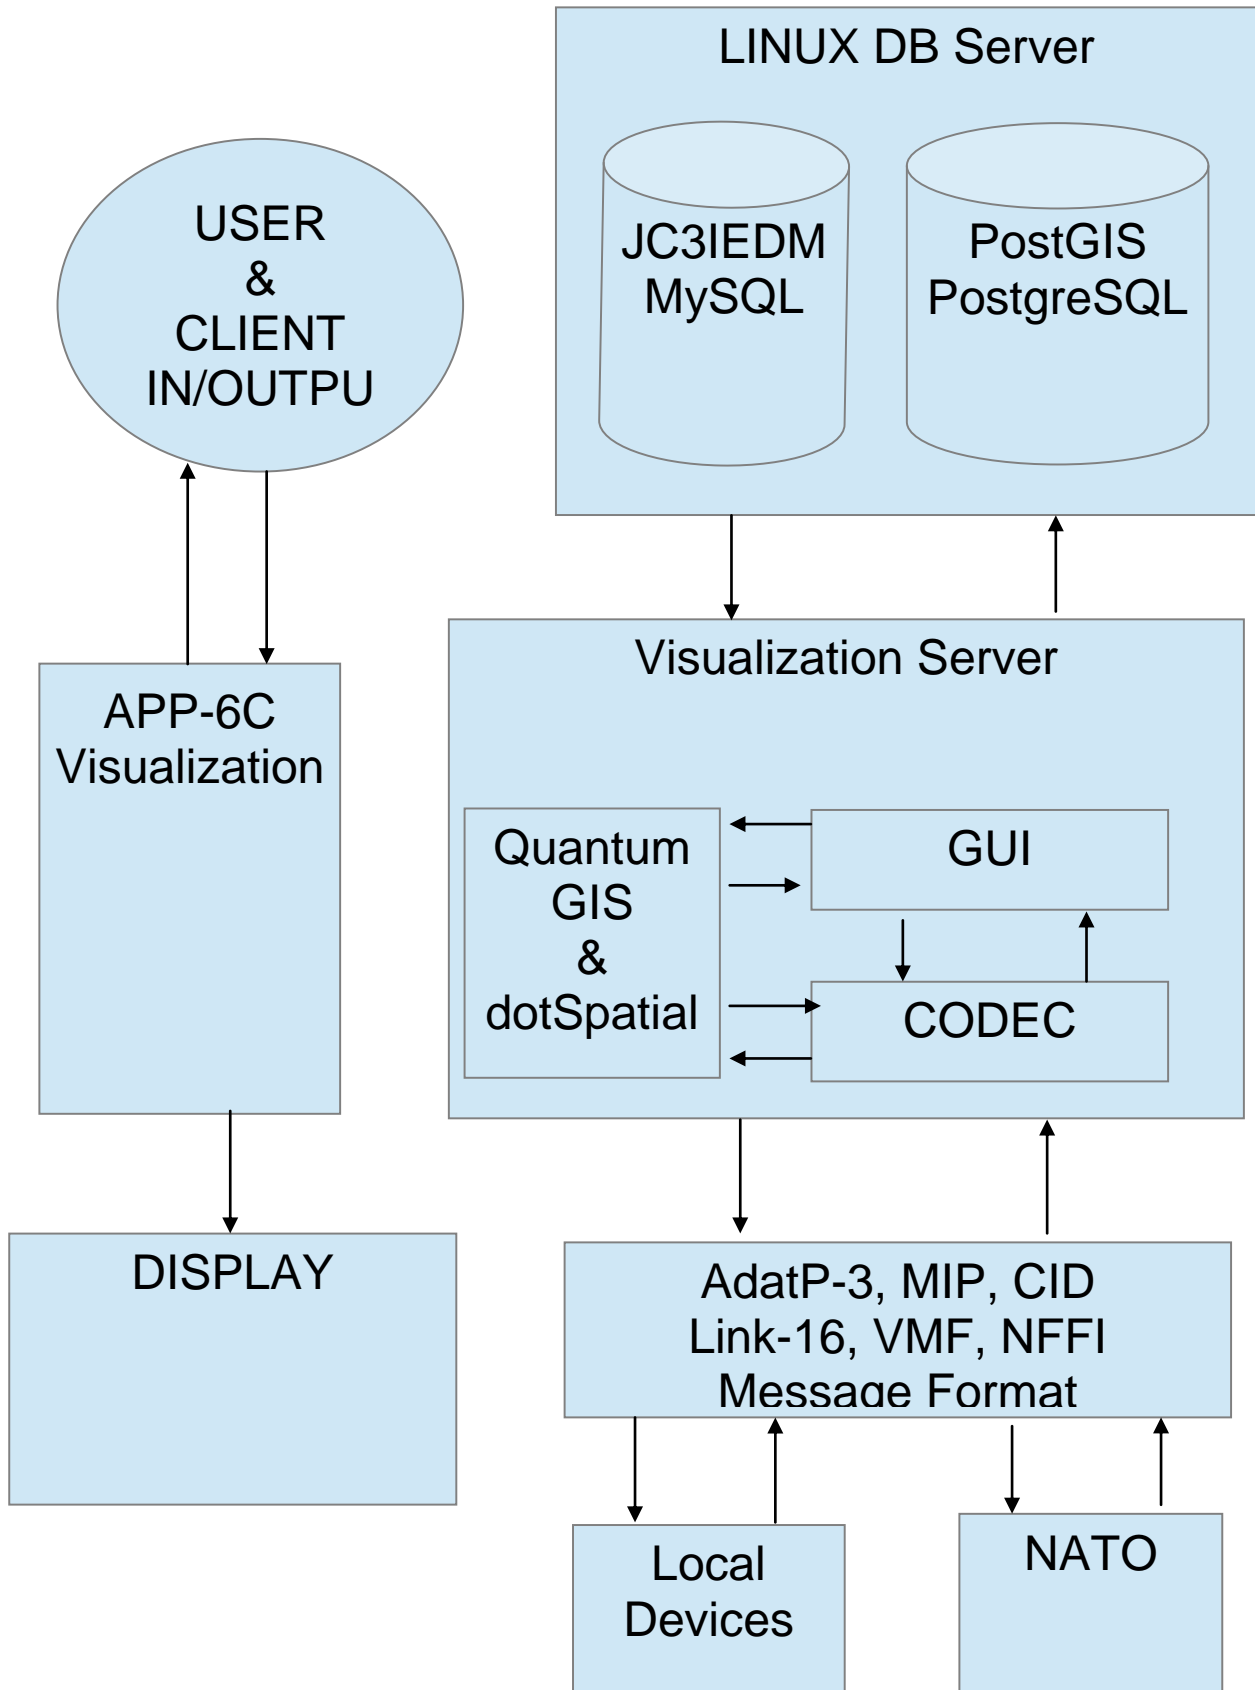 LINUX DB Server
JC3IEDM
MySQL
PostGIS
PostgreSQL
USER
&
CLIENT
IN/OUTPU
Visualization Server
APP-6C
Visualization
Quantum
GIS
&
dotSpatial
GUI
CODEC
DISPLAY
AdatP-3, MIP, CID
Link-16, VMF, NFFI
Message Format
Local
Devices
NATO